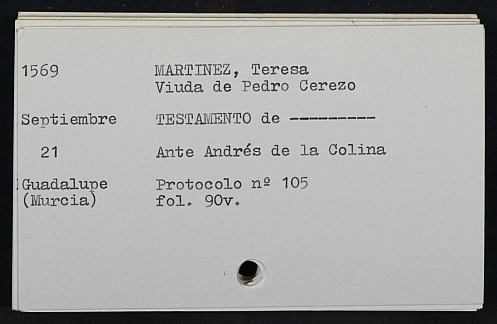 1569 MARTINEZ, Teresa
Viuda de Pedro Cerezo
Septiembre TESTAMENTO de ---------
21 Ante Andrés de la Colina
Guadalupe Protocolo nº 105
(Murcia) fol. 90v.